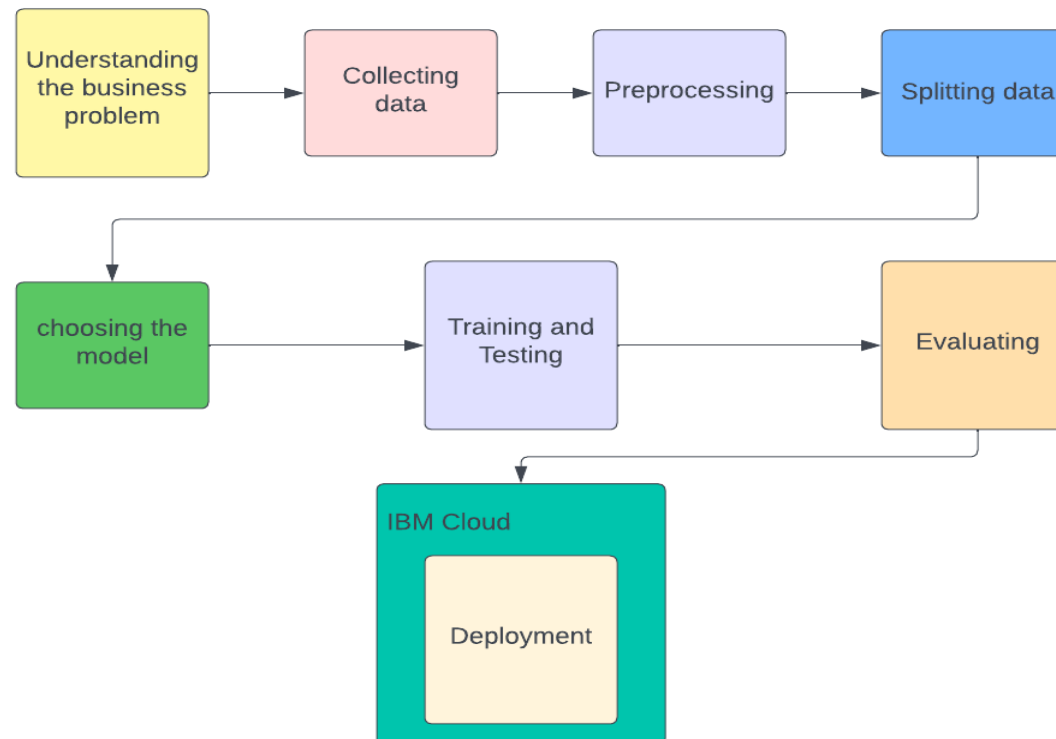 Understanding
the business
problem
Collecting
data
Preprocessing
Splitting data
choosing the
model
Training and
Testing
Evaluating
IBM Cloud
Deployment